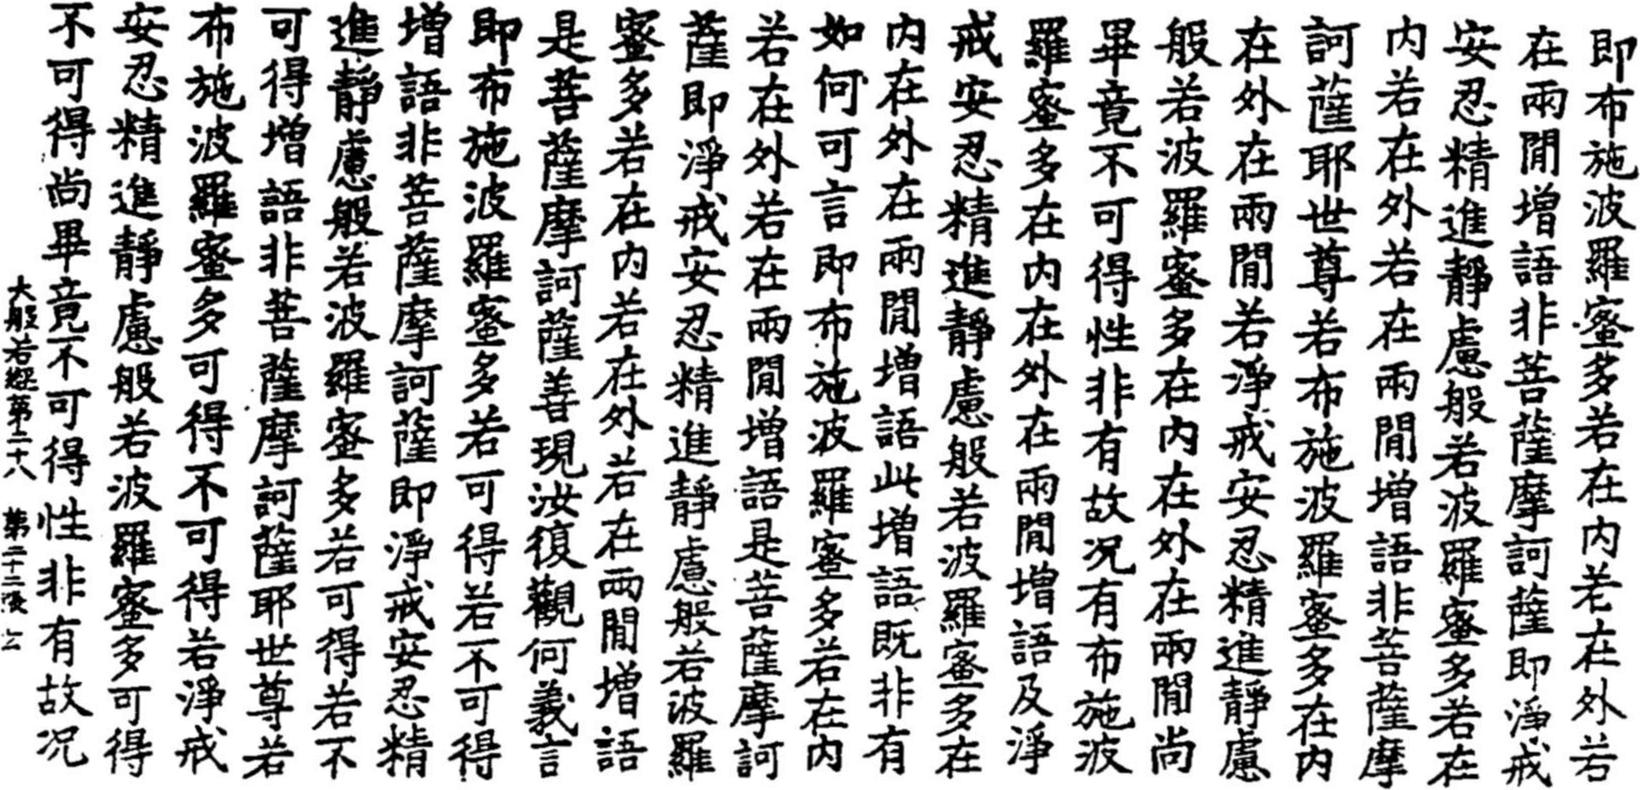 即布施波羅蜜多若在内若在外若
在兩閒增語非菩薩摩訶薩即淨戒
安忍精進靜慮般若波羅蜜多若在
内若在外若在兩閒增語非菩薩摩
訶薩耶世尊若布施波羅蜜多在内
在外在兩閒若淨戒安忍精進靜慮
般若波羅蜜多在内在外在兩閒尚
畢竟不可得性非有故况有布施波
羅蜜多在内在外在兩閒增語及淨
戒安忍精進靜慮般若波羅蜜多在
内在外在兩閒增語此增語既非有
如何可言即布施波羅蜜多若在内
若在外若在兩閒增語是菩薩摩訶
薩即淨戒安忍精進靜慮般若波羅
蜜多若在内若在外若在兩閒增語
是菩薩摩訶薩善現汝復觀何義言
即布施波羅蜜多若可得若不可得
增語非菩薩摩訶薩即淨戒安忍精
進靜慮般若波羅蜜多若可得若不
可得增語非菩薩摩訶薩耶世尊若
布施波羅蜜多可得不可得若淨戒
安忍精進靜慮般若波羅蜜多可得
不可得尚畢竟不可得性非有故况
大般若經第二十八 第二十二張